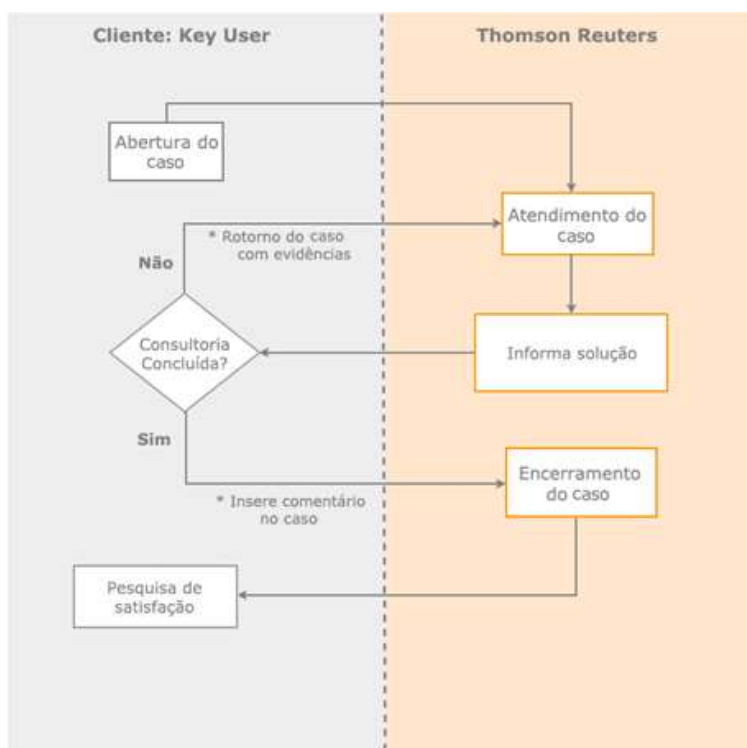 Cliente: Key User
Thomson Reuters
Abertura do
caso
Atendimento do
caso
* Rotorno do caso
com evidências
Não
Consultoria
Concluída?
Informa solução
Sim
Encerramento
do caso
* Insere comentário
no caso
Pesquisa de
satisfação